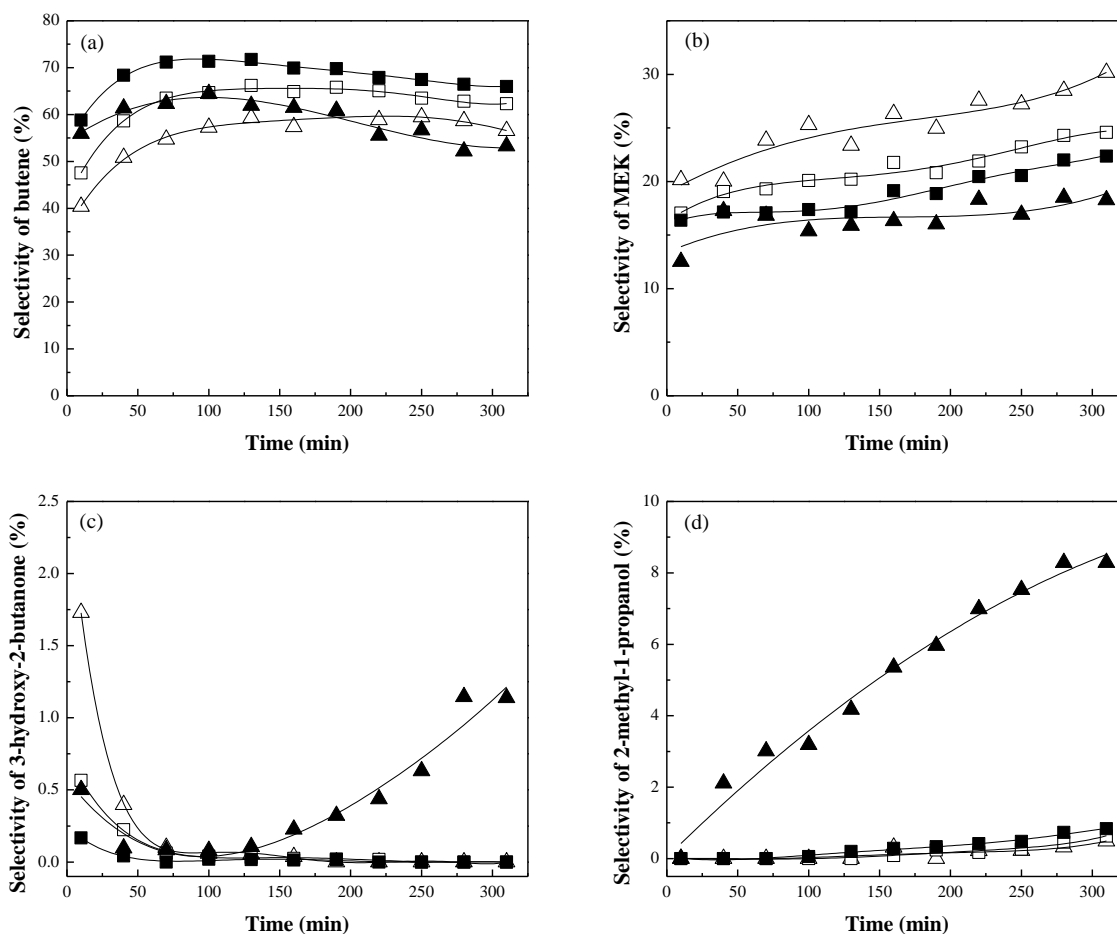 (a)
Selectivity of butene (%)
80
70
60
50
40
30
20
10
0
0 50 100 150 200 250 300
Time (min)
(b)
Selectivity of MEK (%)
30
20
10
0
0 50 100 150 200 250 300
Time (min)
(c)
Selectivity of 3-hydroxy-2-butanone (%)
2.5
2.0
1.5
1.0
0.5
0.0
0 50 100 150 200 250 300
Time (min)
(d)
Selectivity of 2-methyl-1-propanol (%)
10
8
6
4
2
0
0 50 100 150 200 250 300
Time (min)